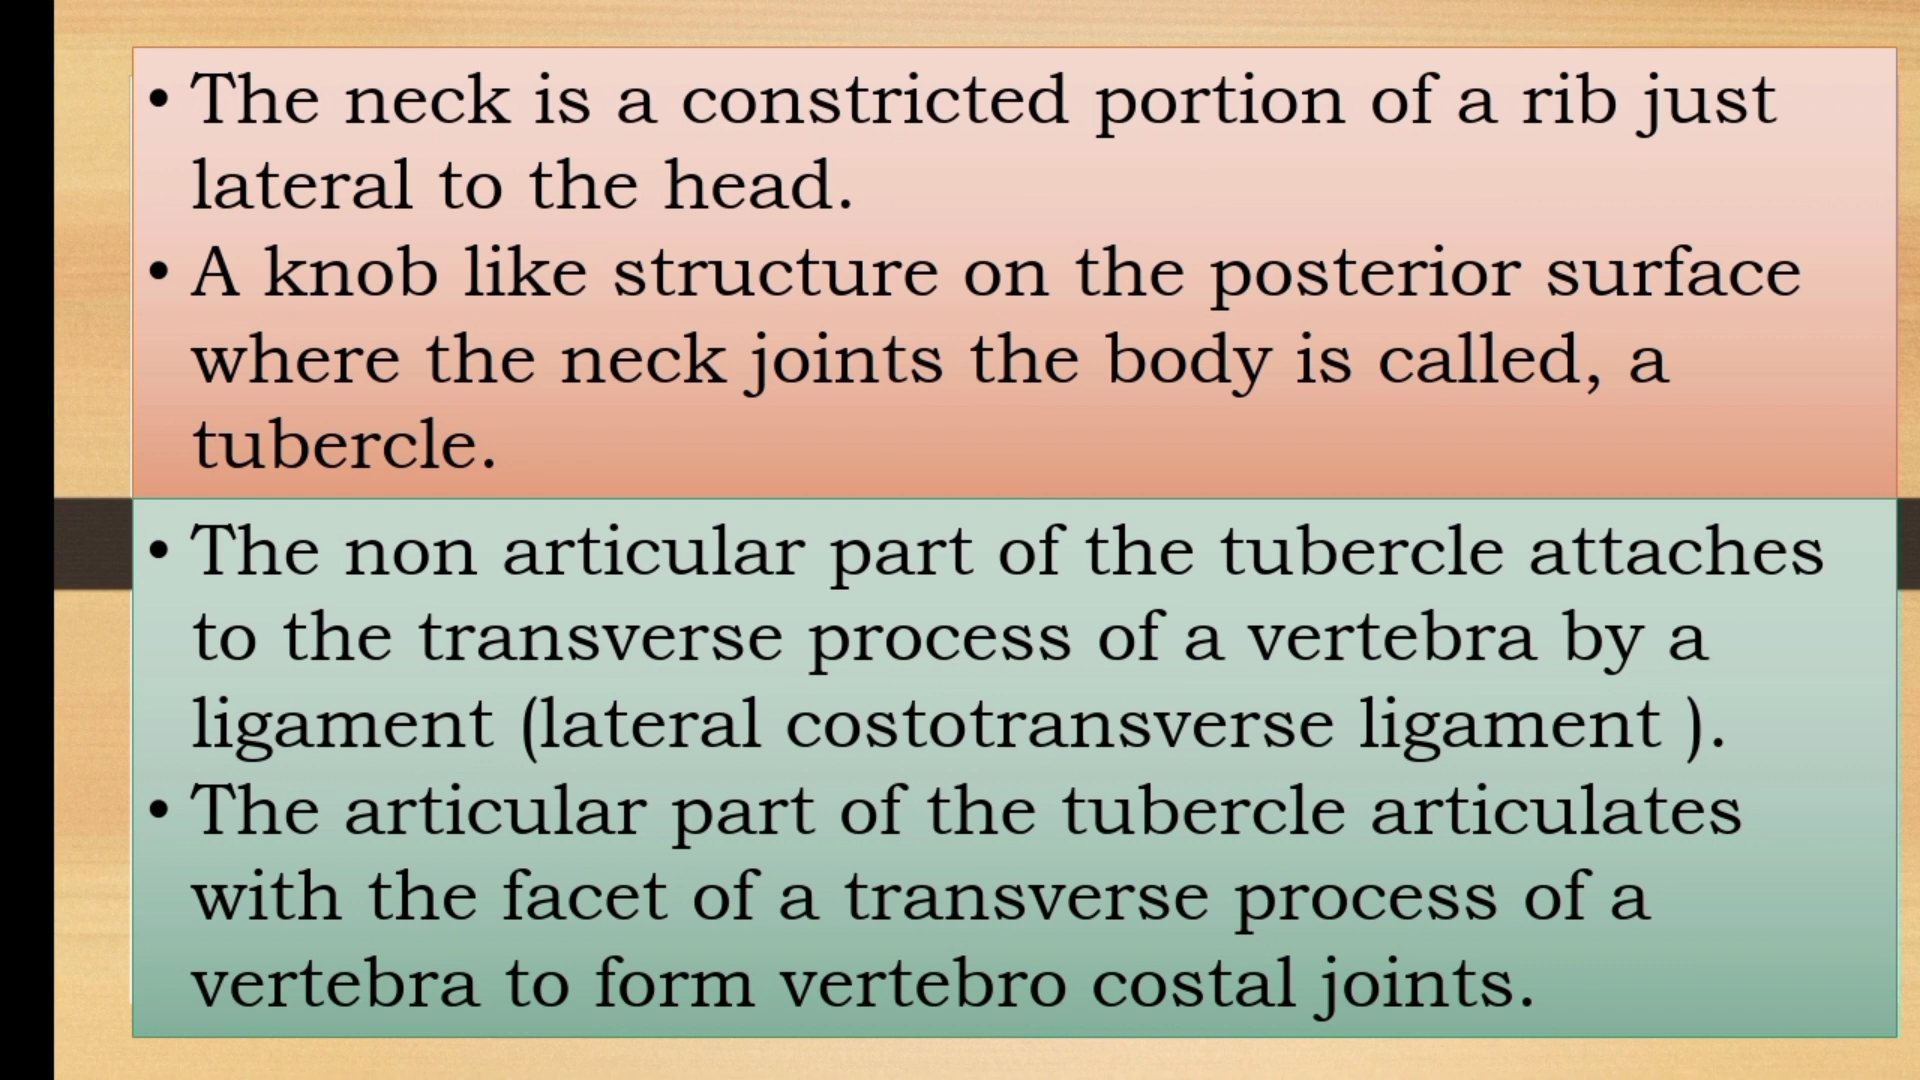 • The neck is a constricted portion of a rib just
lateral to the head.
• A knob like structure on the posterior surface
where the neck joints the body is called, a
tubercle.
• The non articular part of the tubercle attaches
to the transverse process of a vertebra by a
ligament (lateral costotransverse ligament ).
• The articular part of the tubercle articulates
with the facet of a transverse process of a
vertebra to form vertebro costal joints.